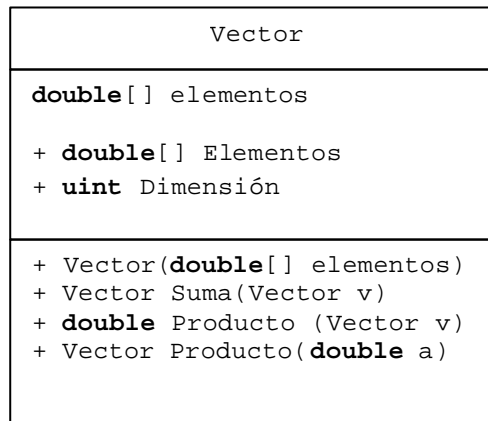 Vector
double[] elementos
+ double[] Elementos
+ uint Dimensión
+ Vector(double[] elementos)
+ Vector Suma(Vector v)
+ double Producto (Vector v)
+ Vector Producto(double a)